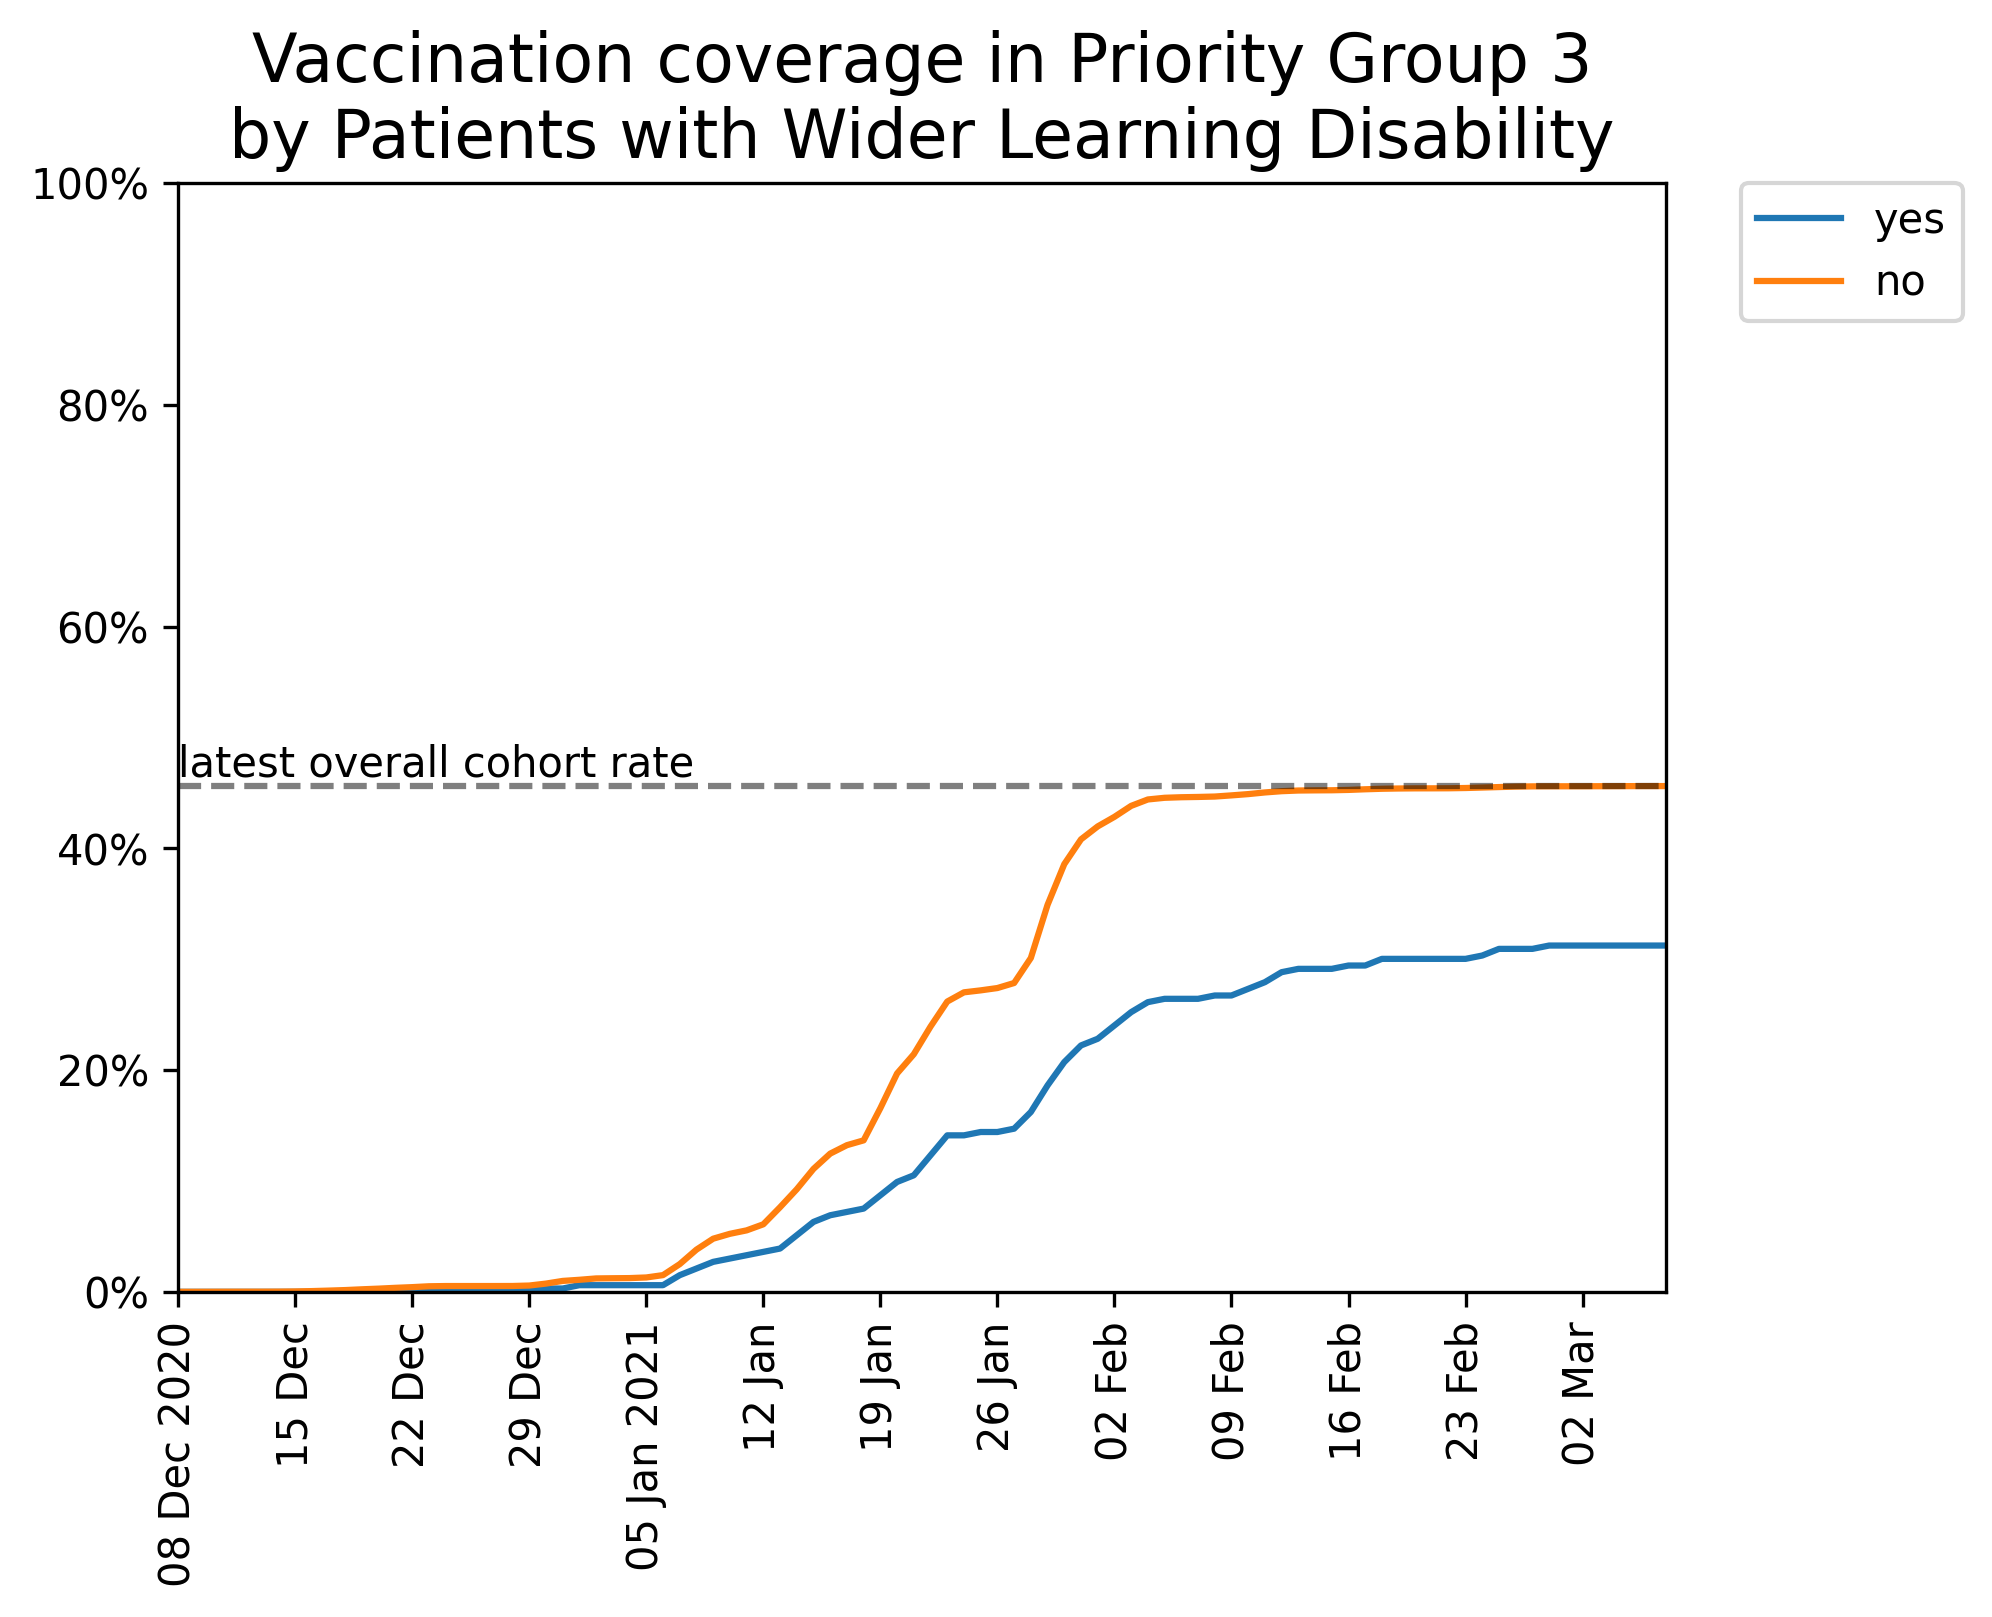 Vaccination coverage in Priority Group 3
by Patients with Wider Learning Disability
100%
80%
60%
40%
20%
0%
latest overall cohort rate
yes
no
08 Dec 2020
15 Dec
22 Dec
29 Dec
05 Jan 2021
12 Jan
19 Jan
26 Jan
02 Feb
09 Feb
16 Feb
23 Feb
02 Mar